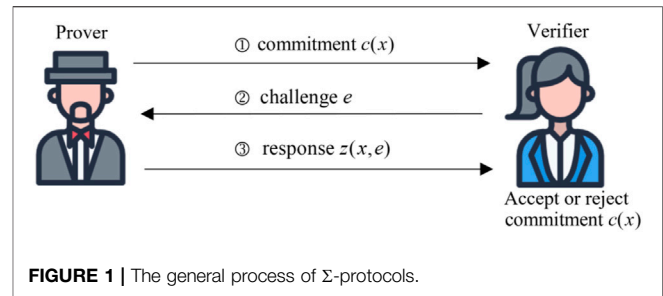 Prover
Verifier
① commitment c(x)
② challenge e
③ response z(x,e)
Accept or reject
commitment c(x)
FIGURE 1 | The general process of Σ-protocols.